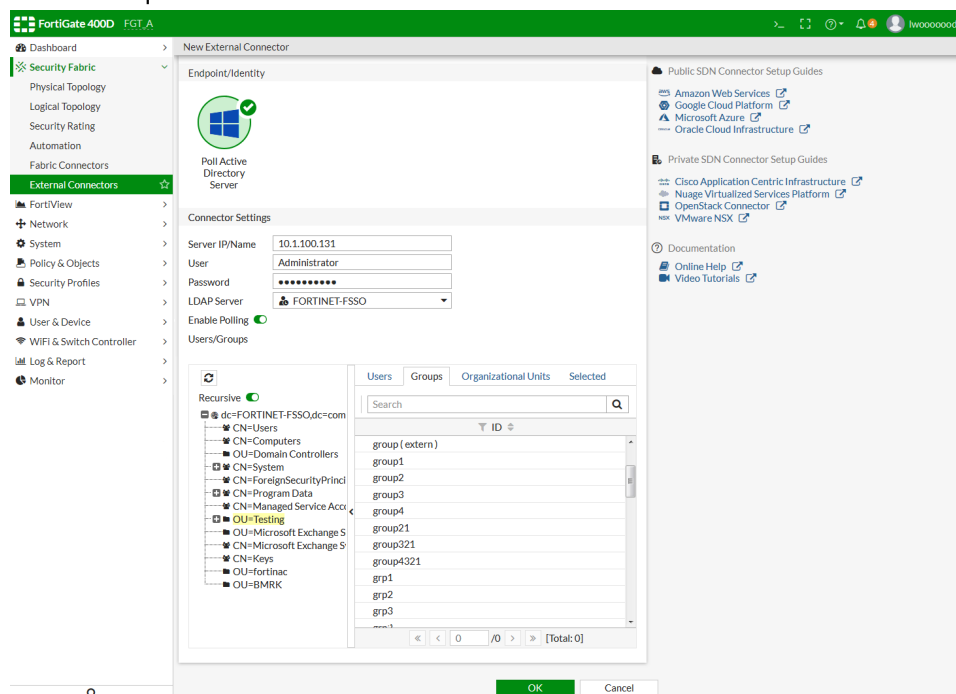 FortiGate 400D FGT_A
>_
4
lwooooood
Dashboard
Security Fabric
Physical Topology
Logical Topology
Security Rating
Automation
Fabric Connectors
External Connectors
FortiView
Network
System
Policy & Objects
Security Profiles
VPN
User & Device
WiFi & Switch Controller
Log & Report
Monitor
New External Connector
Endpoint/Identity
Poll Active
Directory
Server
Connector Settings
Server IP/Name 10.1.100.131
User Administrator
Password ••••••••••
LDAP Server FORTINET-FSSO
Enable Polling
Users/Groups
Recursive
dc=FORTINET-FSSO,dc=com
CN=Users
CN=Computers
OU=Domain Controllers
CN=System
CN=ForeignSecurityPrinci
CN=Program Data
CN=Managed Service Acco
OU=Testing
OU=Microsoft Exchange S
CN=Microsoft Exchange Sy
CN=Keys
OU=fortinac
OU=BMRK
Users Groups Organizational Units Selected
Search
ID
group ( extern )
group1
group2
group3
group4
group21
group321
group4321
grp1
grp2
grp3
« < 0 /0 > » [Total: 0]
OK Cancel
Public SDN Connector Setup Guides
aws Amazon Web Services
Google Cloud Platform
Microsoft Azure
Oracle Cloud Infrastructure
Private SDN Connector Setup Guides
Cisco Application Centric Infrastructure
Nuage Virtualized Services Platform
OpenStack Connector
NSX VMware NSX
Documentation
Online Help
Video Tutorials